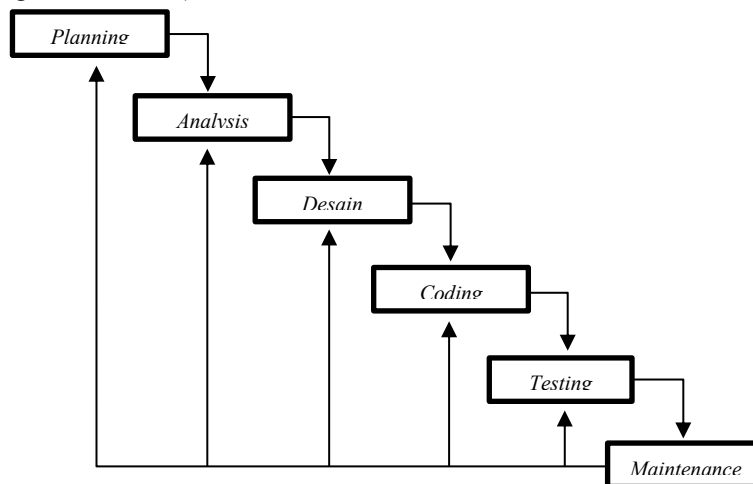 Planning
Analysis
Desain
Coding
Testing
Maintenance